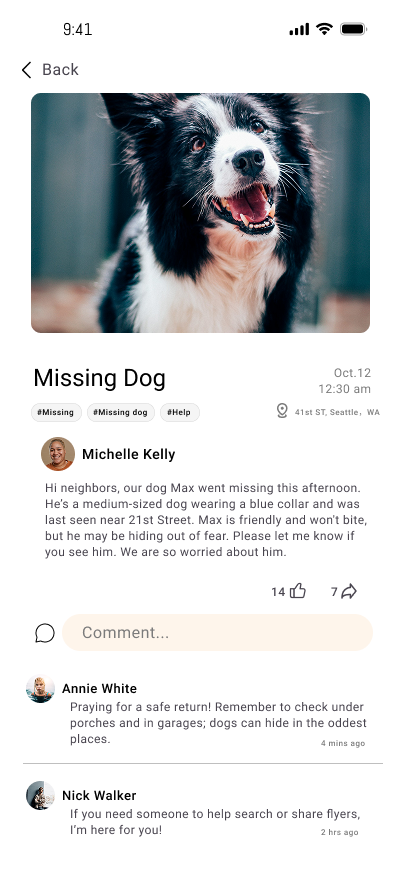 9:41
Back
Missing Dog
Oct.12
12:30 am
#Missing
#Missing dog
#Help
41st ST, Seattle, WA
Michelle Kelly
Hi neighbors, our dog Max went missing this afternoon.
He's a medium-sized dog wearing a blue collar and was
last seen near 21st Street. Max is friendly and won't bite,
but he may be hiding out of fear. Please let me know if
you see him. We are so worried about him.
14
7
Comment...
Annie White
Praying for a safe return! Remember to check under
porches and in garages; dogs can hide in the oddest
places.
4 mins ago
Nick Walker
If you need someone to help search or share flyers,
I'm here for you!
2 hrs ago